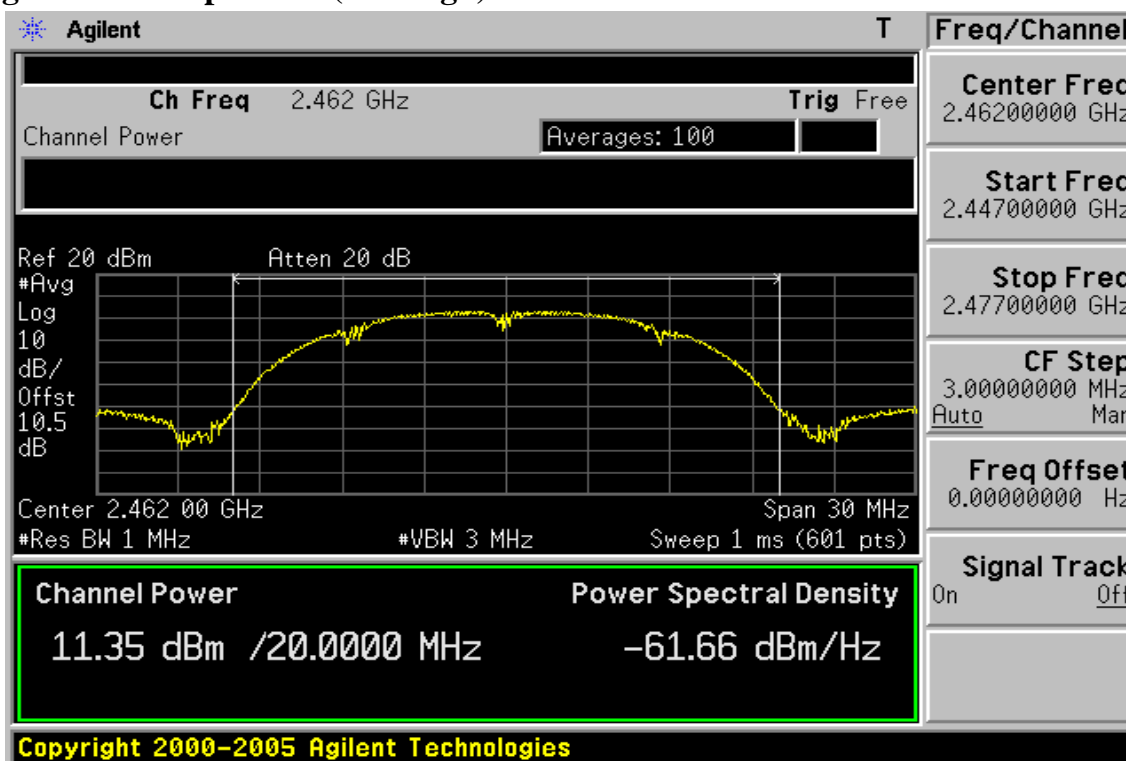 Agilent T
Ch Freq 2.462 GHz Trig Free
Channel Power Averages: 100
Ref 20 dBm Atten 20 dB
#Avg
Log
10
dB/
Offst
10.5
dB
Center 2.462 00 GHz Span 30 MHz
#Res BW 1 MHz #VBW 3 MHz Sweep 1 ms (601 pts)
Channel Power Power Spectral Density
11.35 dBm /20.0000 MHz -61.66 dBm/Hz
Copyright 2000-2005 Agilent Technologies
Freq/Channel
Center Freq
2.46200000 GHz
Start Freq
2.44700000 GHz
Stop Freq
2.47700000 GHz
CF Step
3.00000000 MHz
Auto Man
Freq Offset
0.00000000 Hz
Signal Track
On Off